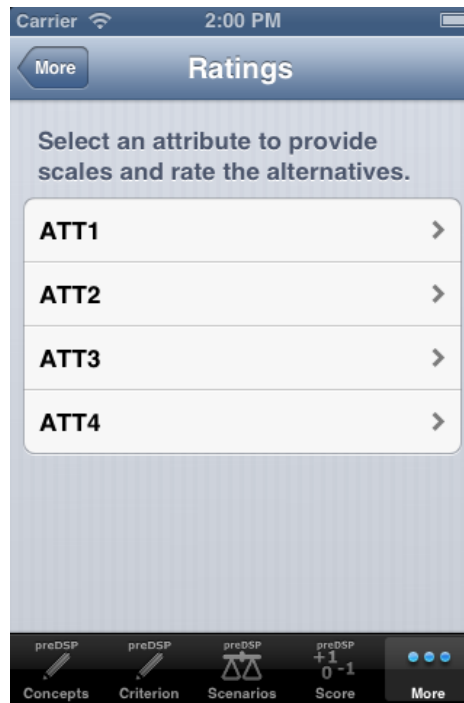 Carrier 2:00 PM
More Ratings
Select an attribute to provide
scales and rate the alternatives.
ATT1
ATT2
ATT3
ATT4
preDSP preDSP preDSP preDSP
+1
0 -1
Concepts Criterion Scenarios Score More